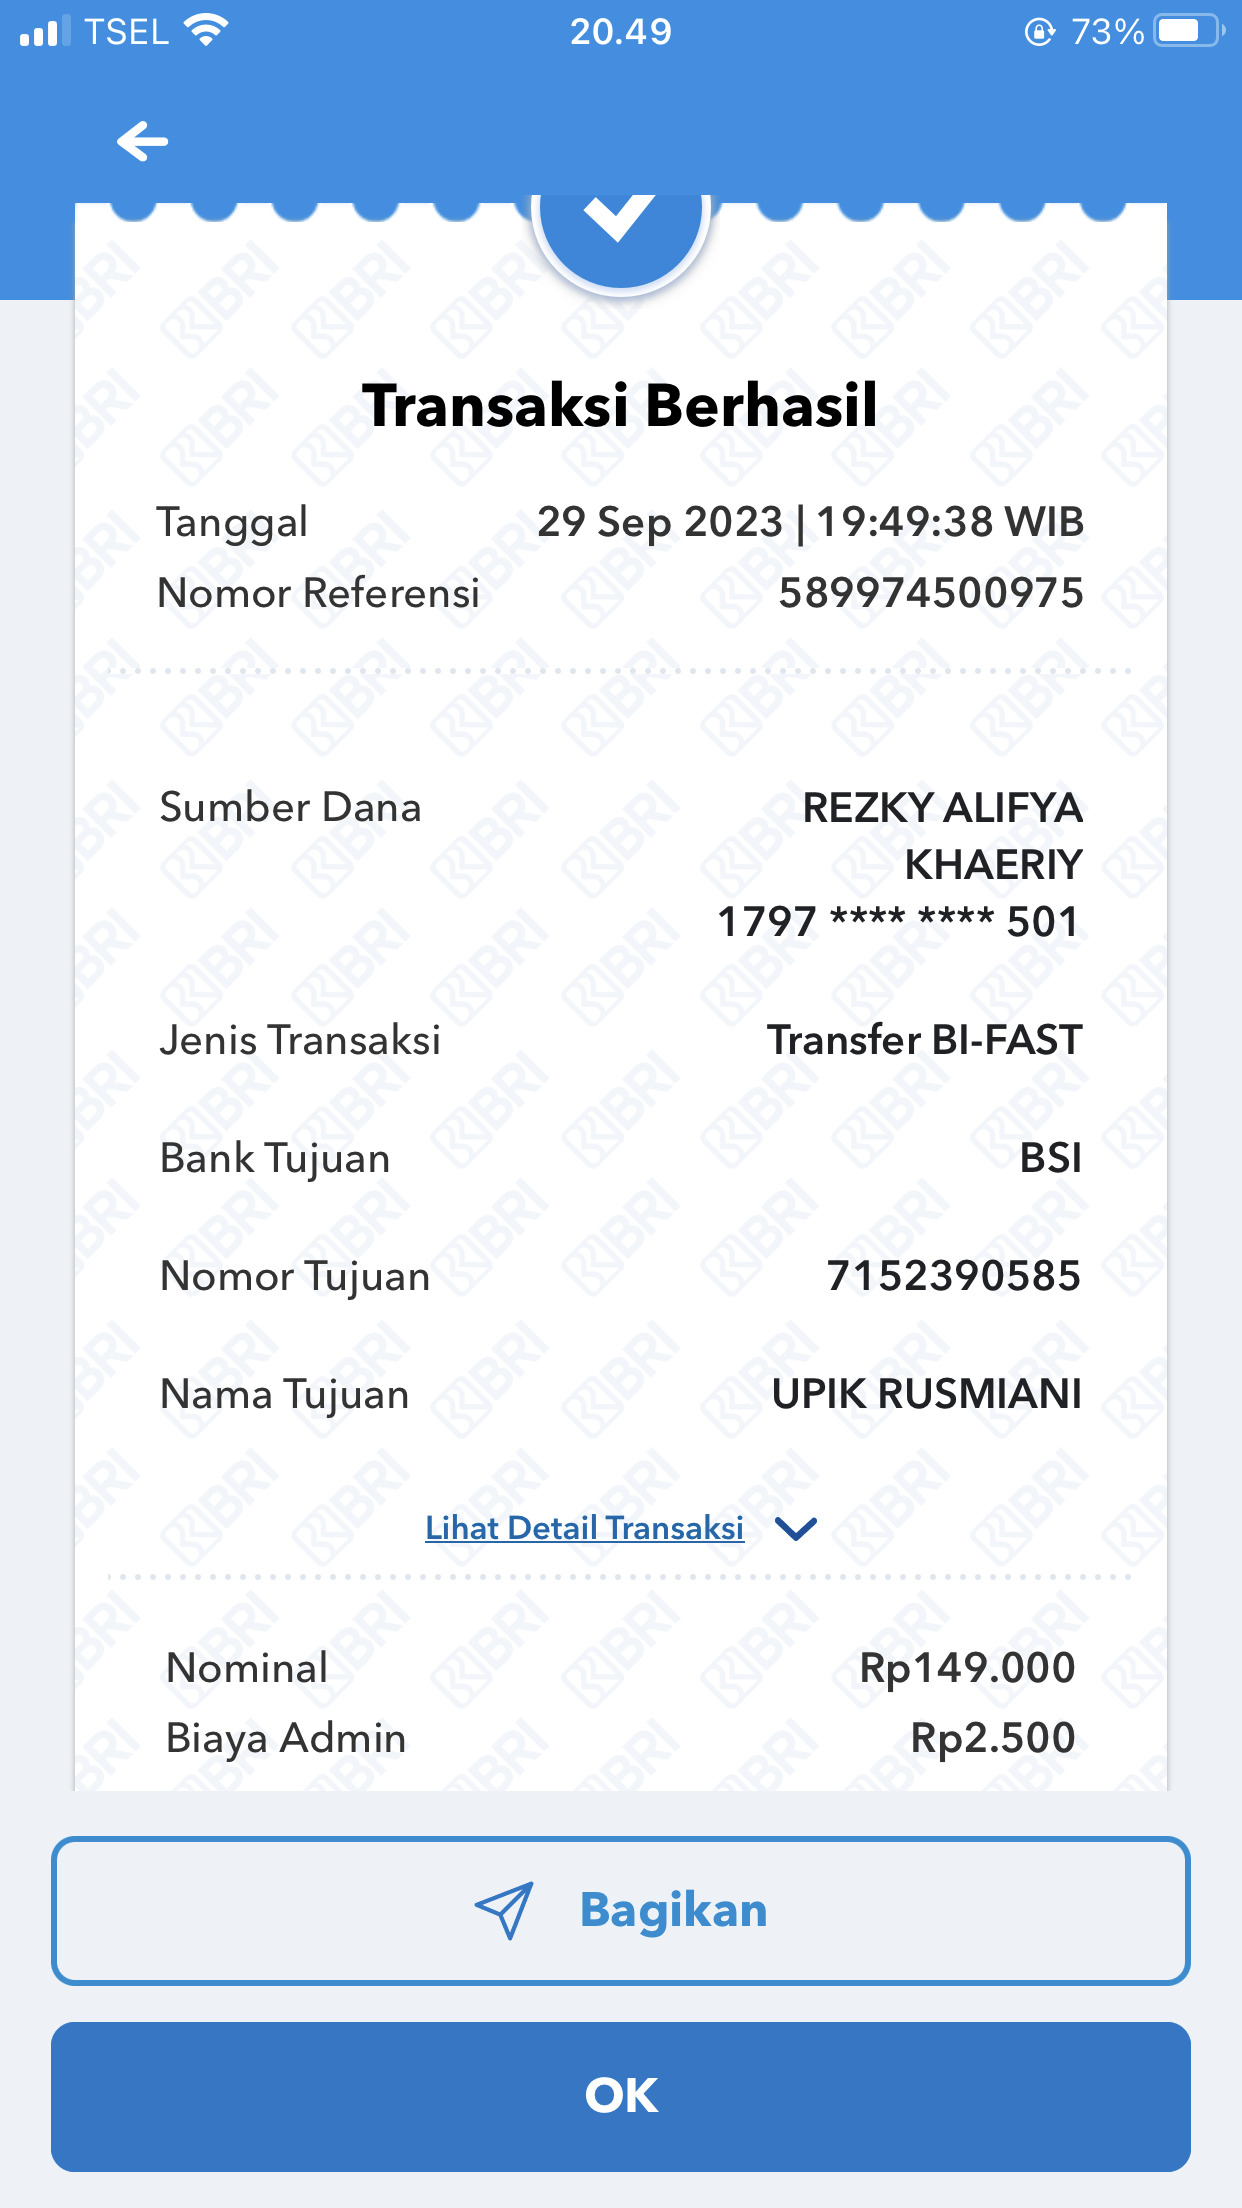 TSEL 20.49 73%
Transaksi Berhasil
Tanggal 29 Sep 2023 | 19:49:38 WIB
Nomor Referensi 589974500975
Sumber Dana REZKY ALIFYA
KHAERIY
1797 **** **** 501
Jenis Transaksi Transfer BI-FAST
Bank Tujuan BSI
Nomor Tujuan 7152390585
Nama Tujuan UPIK RUSMIANI
Lihat Detail Transaksi
Nominal Rp149.000
Biaya Admin Rp2.500
Bagikan
OK